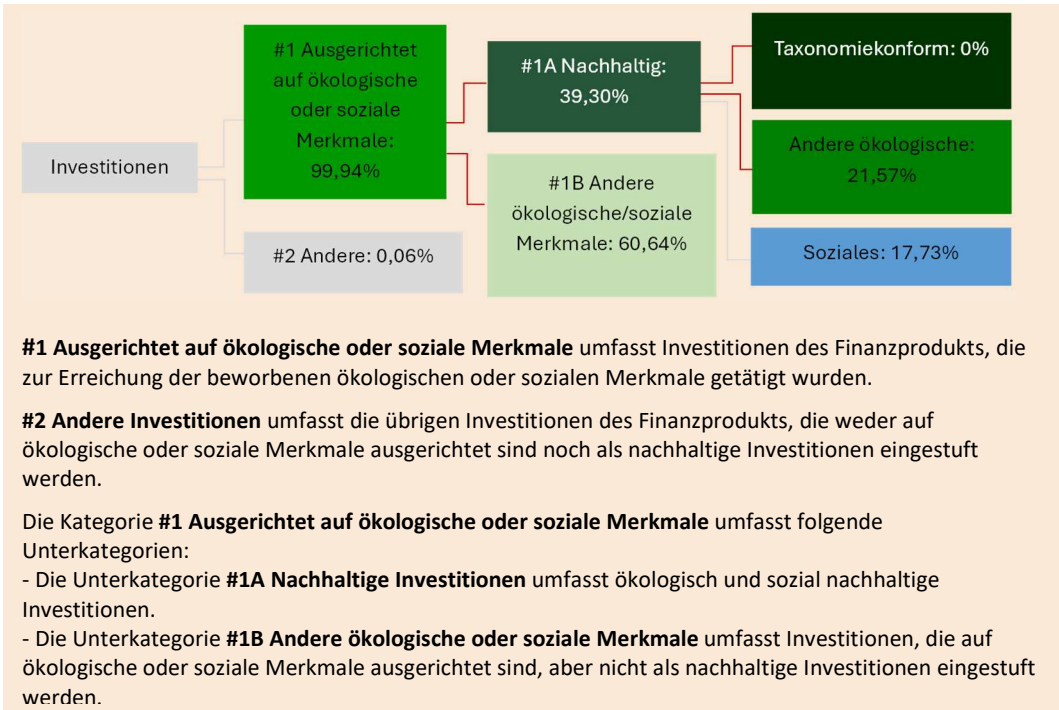 Investitionen
#1 Ausgerichtet
auf ökologische
oder soziale
Merkmale:
99,94%
#2 Andere: 0,06%
#1A Nachhaltig:
39,30%
#1B Andere
ökologische/soziale
Merkmale: 60,64%
Taxonomiekonform: 0%
Andere ökologische:
21,57%
Soziales: 17,73%
#1 Ausgerichtet auf ökologische oder soziale Merkmale umfasst Investitionen des Finanzprodukts, die
zur Erreichung der beworbenen ökologischen oder sozialen Merkmale getätigt wurden.
#2 Andere Investitionen umfasst die übrigen Investitionen des Finanzprodukts, die weder auf
ökologische oder soziale Merkmale ausgerichtet sind noch als nachhaltige Investitionen eingestuft
werden.
Die Kategorie #1 Ausgerichtet auf ökologische oder soziale Merkmale umfasst folgende
Unterkategorien:
- Die Unterkategorie #1A Nachhaltige Investitionen umfasst ökologisch und sozial nachhaltige
Investitionen.
- Die Unterkategorie #1B Andere ökologische oder soziale Merkmale umfasst Investitionen, die auf
ökologische oder soziale Merkmale ausgerichtet sind, aber nicht als nachhaltige Investitionen eingestuft
werden.